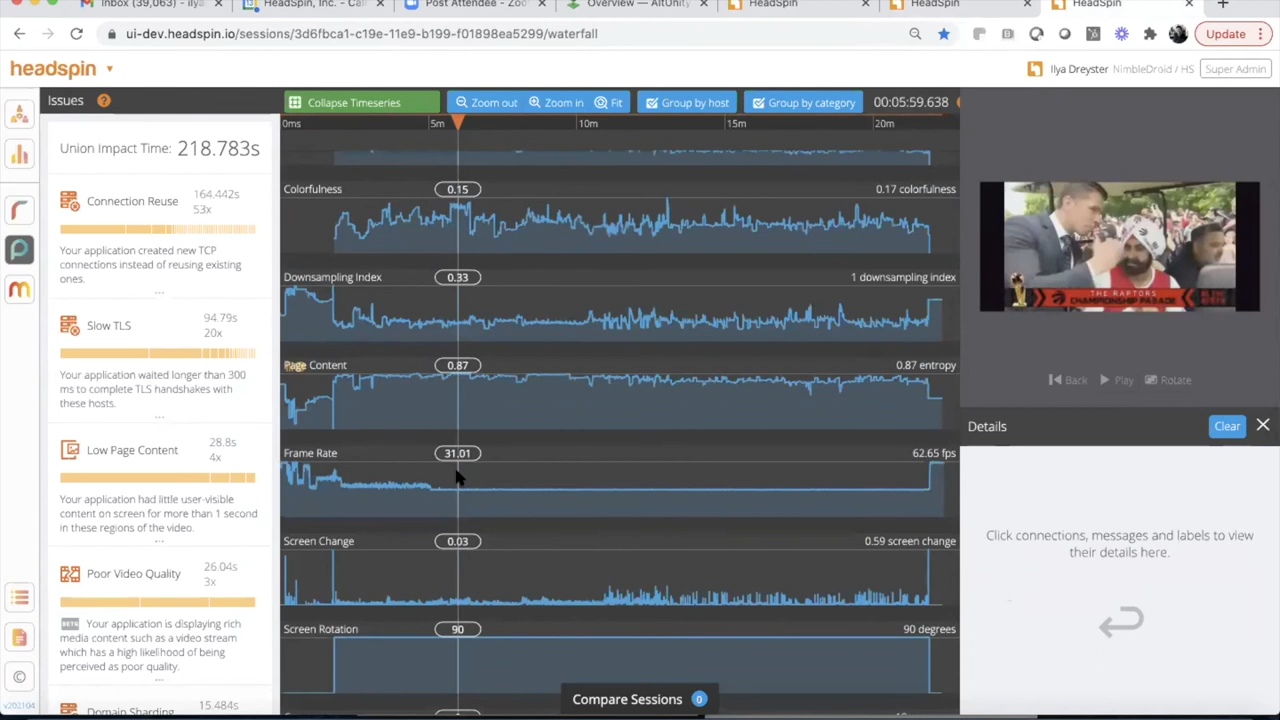 Inbox (39,063) - ilya
HeadSpin, Inc. - Cal
Post Attendee - Zoo
Overview — AltUnity
HeadSpin
HeadSpin
HeadSpin
ui-dev.headspin.io/sessions/3d6fbca1-c19e-11e9-b199-f01898ea5299/waterfall
Update
headspin
Ilya Dreyster NimbleDroid / HS Super Admin
Issues ?
Collapse Timeseries
Zoom out Zoom in Fit
Group by host
Group by category
00:05:59.638
0ms 5m 10m 15m 20m
Union Impact Time: 218.783s
Connection Reuse 164.442s
53x
Your application created new TCP
connections instead of reusing existing
ones.
...
Slow TLS 94.79s
20x
Your application waited longer than 300
ms to complete TLS handshakes with
these hosts.
...
Low Page Content 28.8s
4x
Your application had little user-visible
content on screen for more than 1 second
in these regions of the video.
...
Poor Video Quality 26.04s
3x
BETA Your application is displaying rich
media content such as a video stream
which has a high likelihood of being
perceived as poor quality.
...
Domain Sharding 15.484s
v202104
Colorfulness 0.15 0.17 colorfulness
Downsampling Index 0.33 1 downsampling index
Page Content 0.87 0.87 entropy
Frame Rate 31.01 62.65 fps
Screen Change 0.03 0.59 screen change
Screen Rotation 90 90 degrees
Compare Sessions 0
THE RAPTORS
CHAMPIONSHIP PARADE
Back Play Rotate
Details Clear
Click connections, messages and labels to view
their details here.